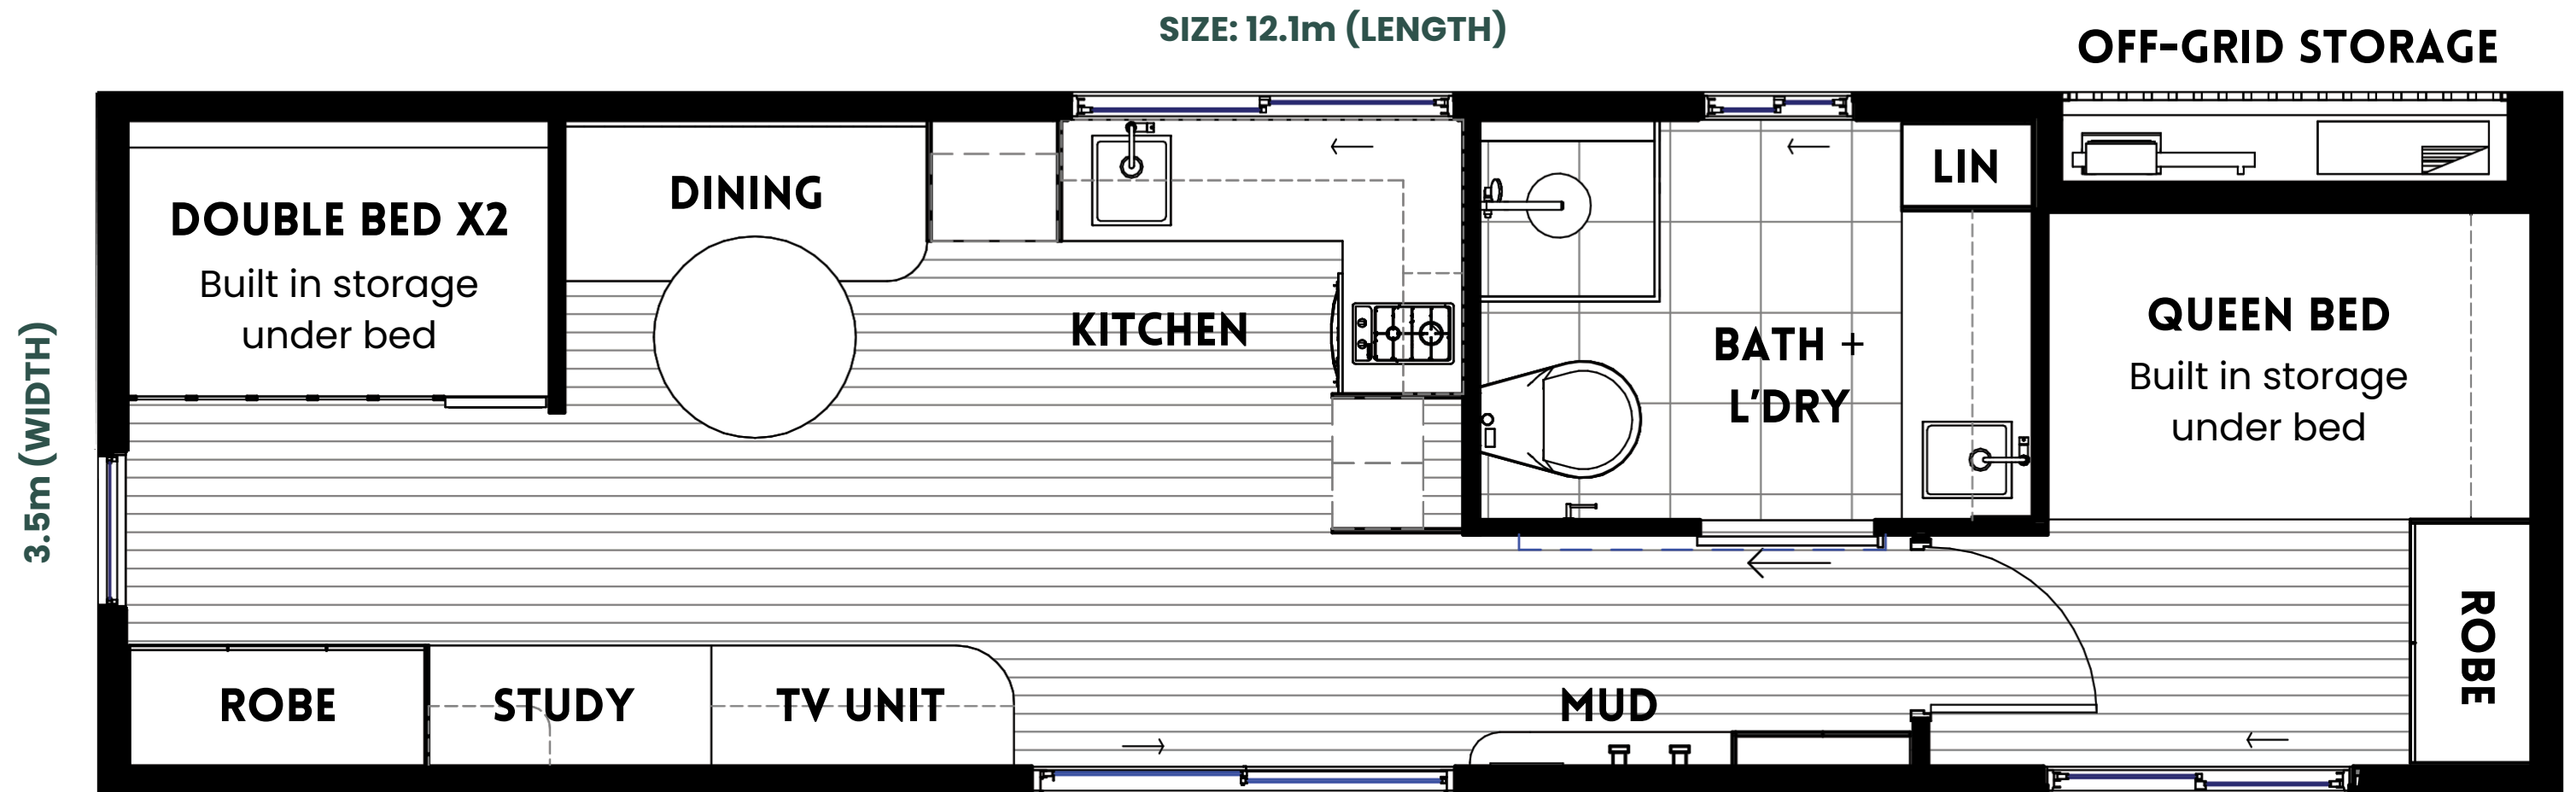 SIZE: 12.1m (LENGTH)
OFF-GRID STORAGE
3.5m (WIDTH)
DOUBLE BED X2
Built in storage
under bed
DINING
KITCHEN
BATH +
L'DRY
LIN
QUEEN BED
Built in storage
under bed
ROBE
STUDY
TV UNIT
MUD
ROBE